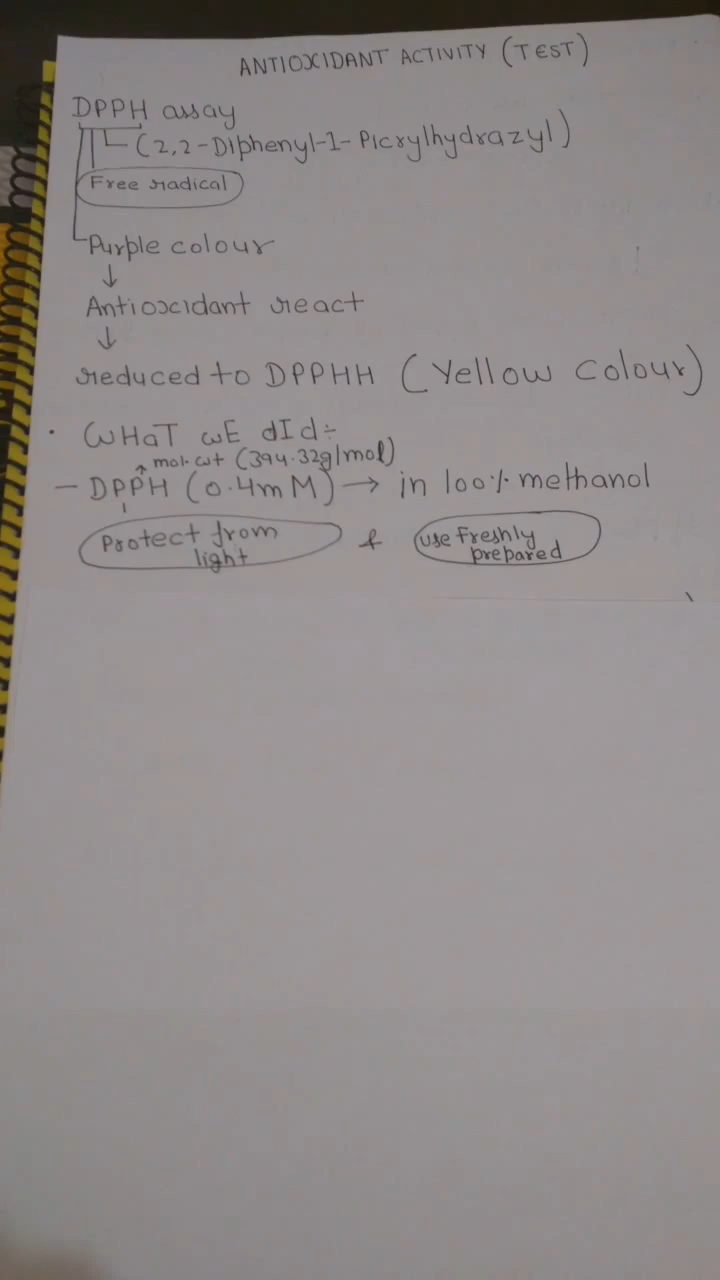 ANTIOXIDANT ACTIVITY (TEST)
DPPH assay
(2,2-Diphenyl-1-Picrylhydrazyl)
Free radical
Purple colour
↓
Antioxidant react
↓
reduced to DPPHH (Yellow Colour)
• WHaT wE dId÷
mol. wt (394.32g/mol)
- DPPH (0.4mM) → in 100% methanol
Protect from light & use freshly prepared